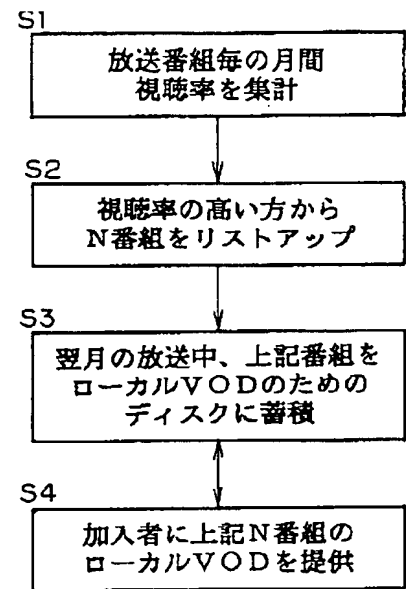 S1
放送番組毎の月間
視聴率を集計
S2
視聴率の高い方から
N番組をリストアップ
S3
翌月の放送中、上記番組を
ローカルVODのための
ディスクに蓄積
S4
加入者に上記N番組の
ローカルVODを提供